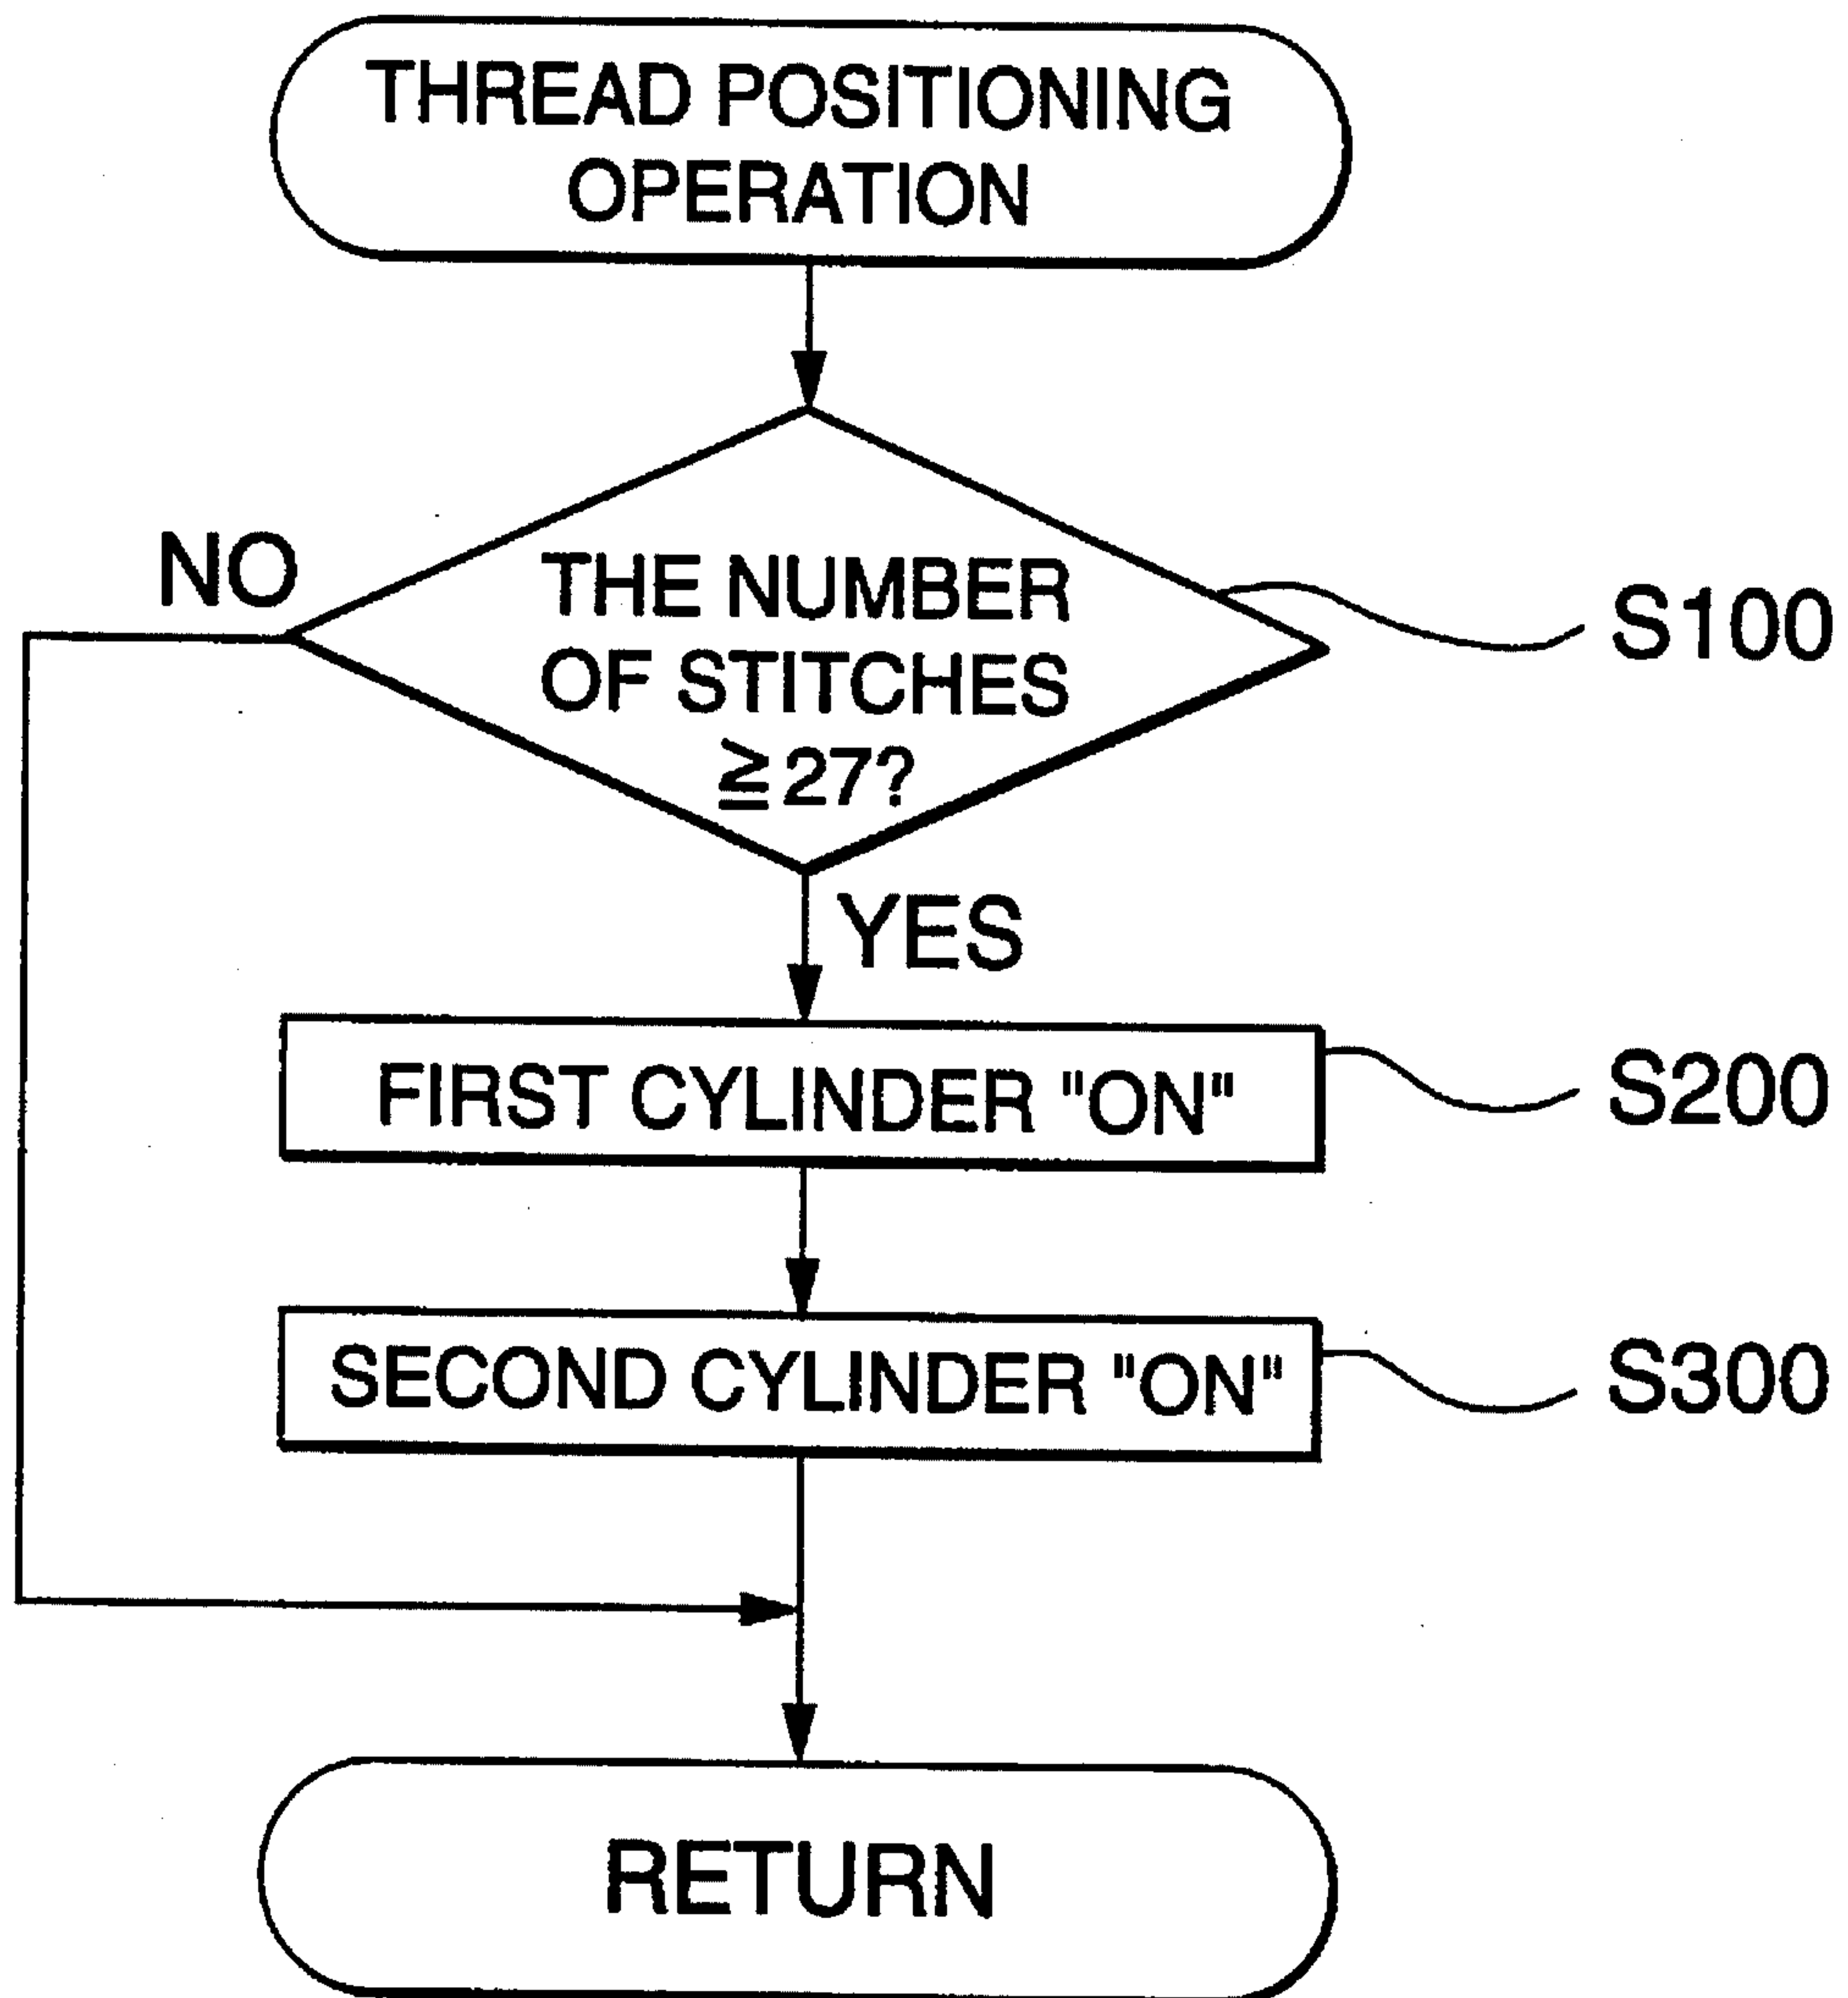 THREAD POSITIONING
OPERATION
NO
THE NUMBER
OF STITCHES
≧27?
S100
YES
FIRST CYLINDER "ON"
S200
SECOND CYLINDER "ON"
S300
RETURN